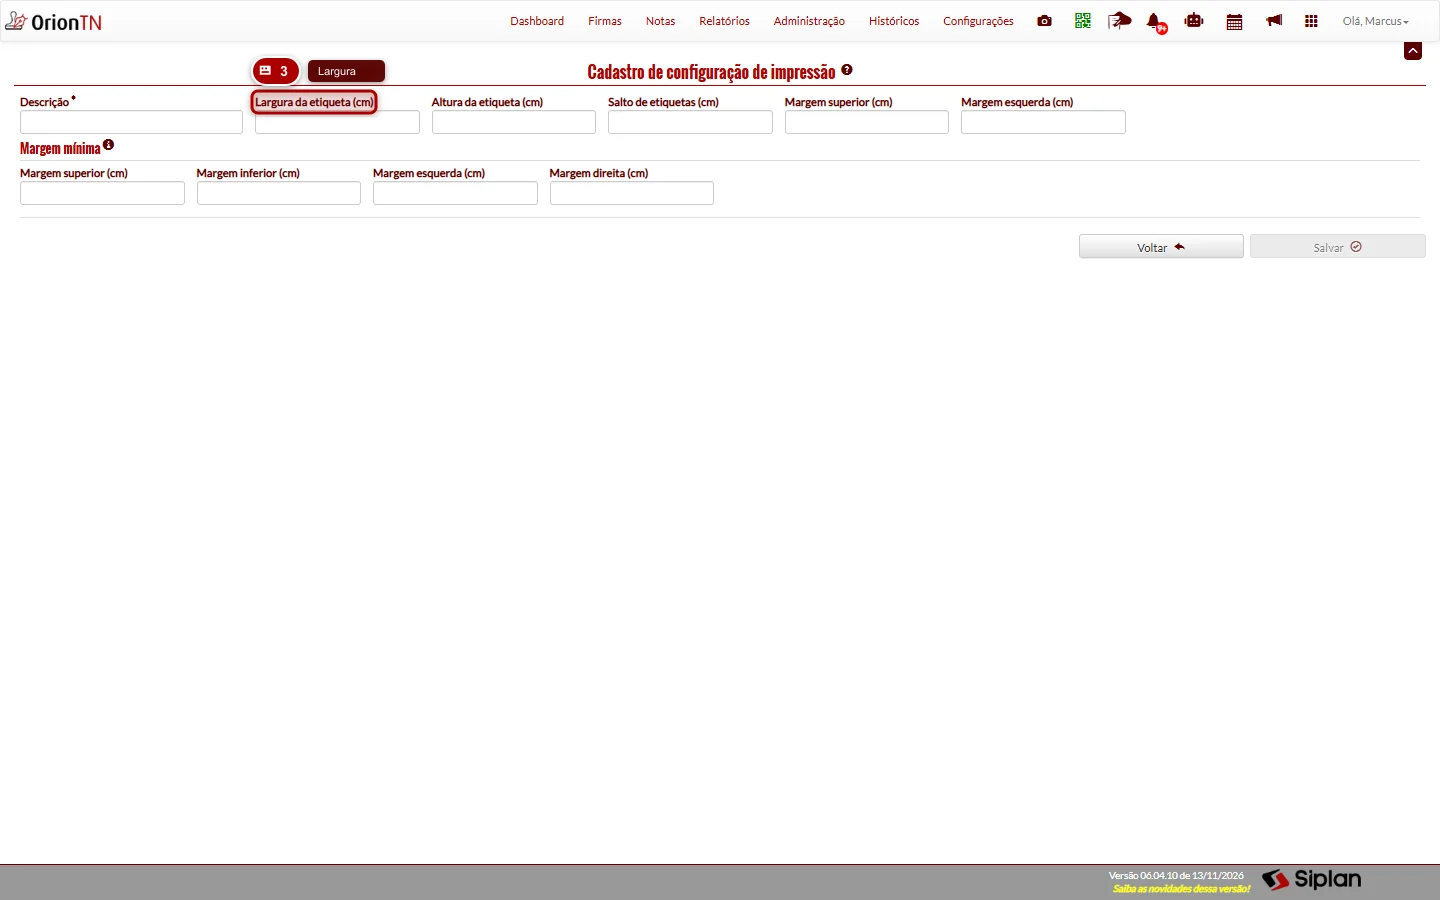 OrionTN
Dashboard Firmas Notas Relatórios Administração Históricos Configurações 9+ Olá, Marcus
3 Largura
Cadastro de configuração de impressão
Descrição * Largura da etiqueta (cm) Altura da etiqueta (cm) Salto de etiquetas (cm) Margem superior (cm) Margem esquerda (cm)
Margem mínima
Margem superior (cm) Margem inferior (cm) Margem esquerda (cm) Margem direita (cm)
Voltar Salvar
Versão 06.04.10 de 13/11/2026
Saiba as novidades dessa versão!
Siplan